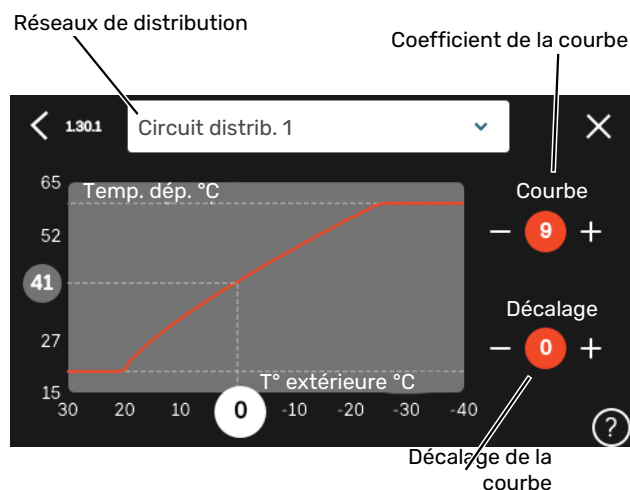 Réseaux de distribution
Coefficient de la courbe
1.30.1
Circuit distrib. 1
65
Temp. dép. °C
Courbe
52
9
41
Décalage
27
0
T° extérieure °C
15
30 20 10 0 -10 -20 -30 -40
?
Décalage de la
courbe